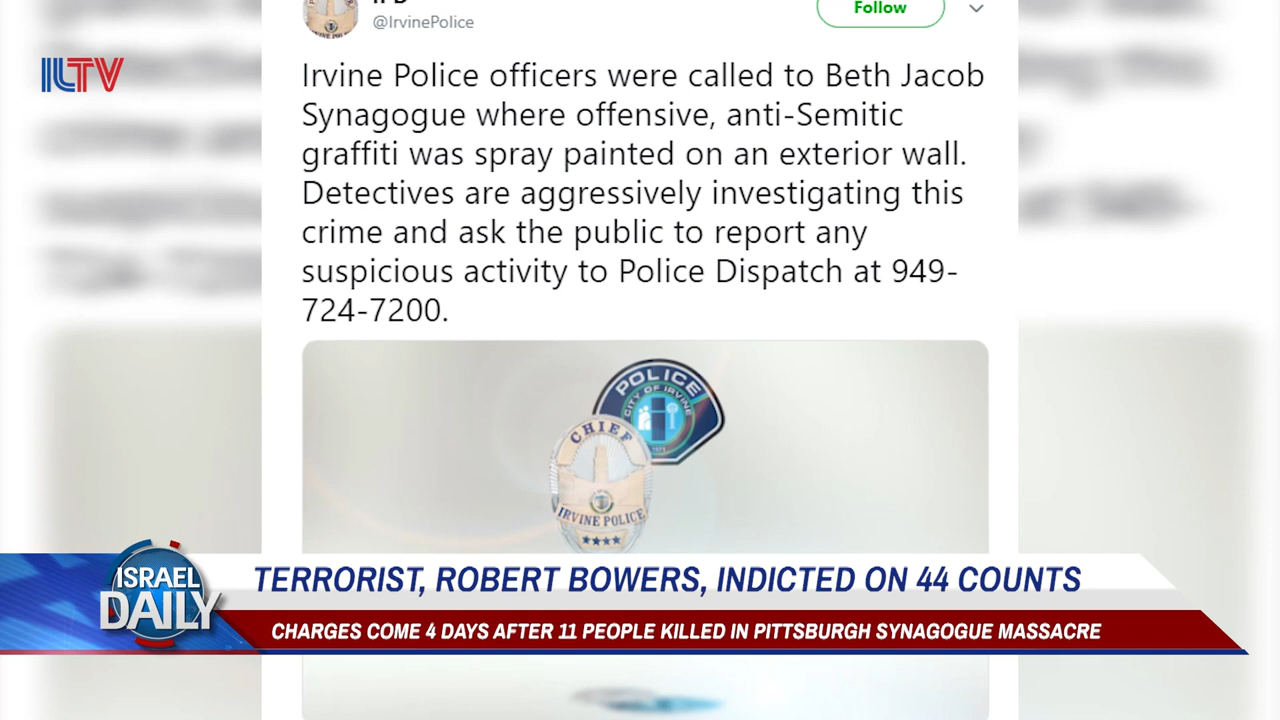 @IrvinePolice
Follow
ILTV
Irvine Police officers were called to Beth Jacob
Synagogue where offensive, anti-Semitic
graffiti was spray painted on an exterior wall.
Detectives are aggressively investigating this
crime and ask the public to report any
suspicious activity to Police Dispatch at 949-
724-7200.
POLICE
CITY OF IRVINE
CHIEF
IRVINE POLICE
ISRAEL
DAILY
TERRORIST, ROBERT BOWERS, INDICTED ON 44 COUNTS
CHARGES COME 4 DAYS AFTER 11 PEOPLE KILLED IN PITTSBURGH SYNAGOGUE MASSACRE